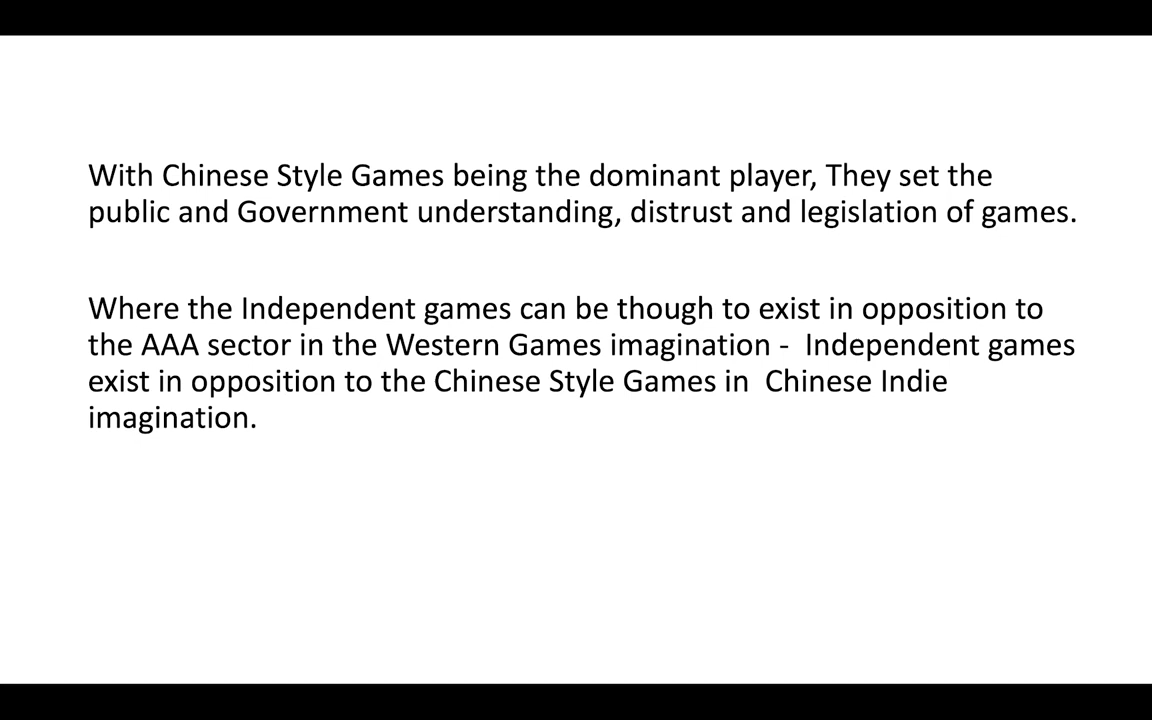 With Chinese Style Games being the dominant player, They set the
public and Government understanding, distrust and legislation of games.
Where the Independent games can be though to exist in opposition to
the AAA sector in the Western Games imagination -  Independent games
exist in opposition to the Chinese Style Games in  Chinese Indie
imagination.